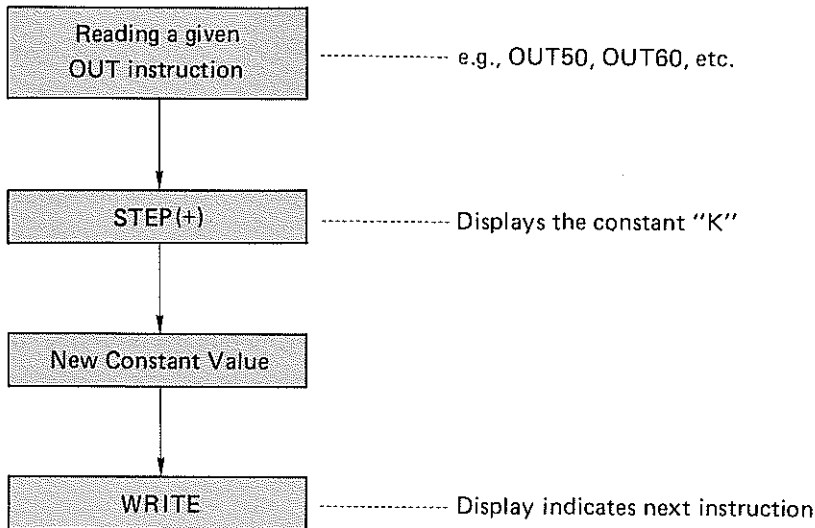 Reading a given
OUT instruction
e.g., OUT50, OUT60, etc.
STEP(+)
Displays the constant "K"
New Constant Value
WRITE
Display indicates next instruction